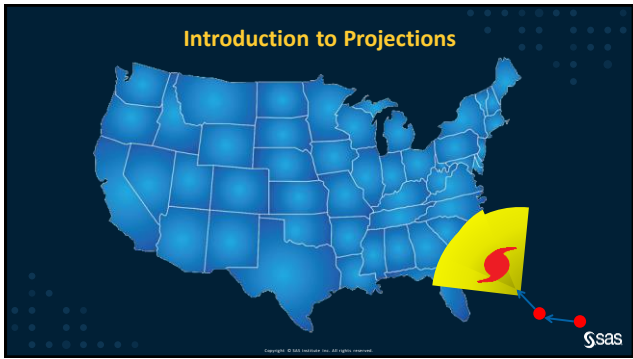 Introduction to Projections
Copyright © SAS Institute Inc. All rights reserved.
sas